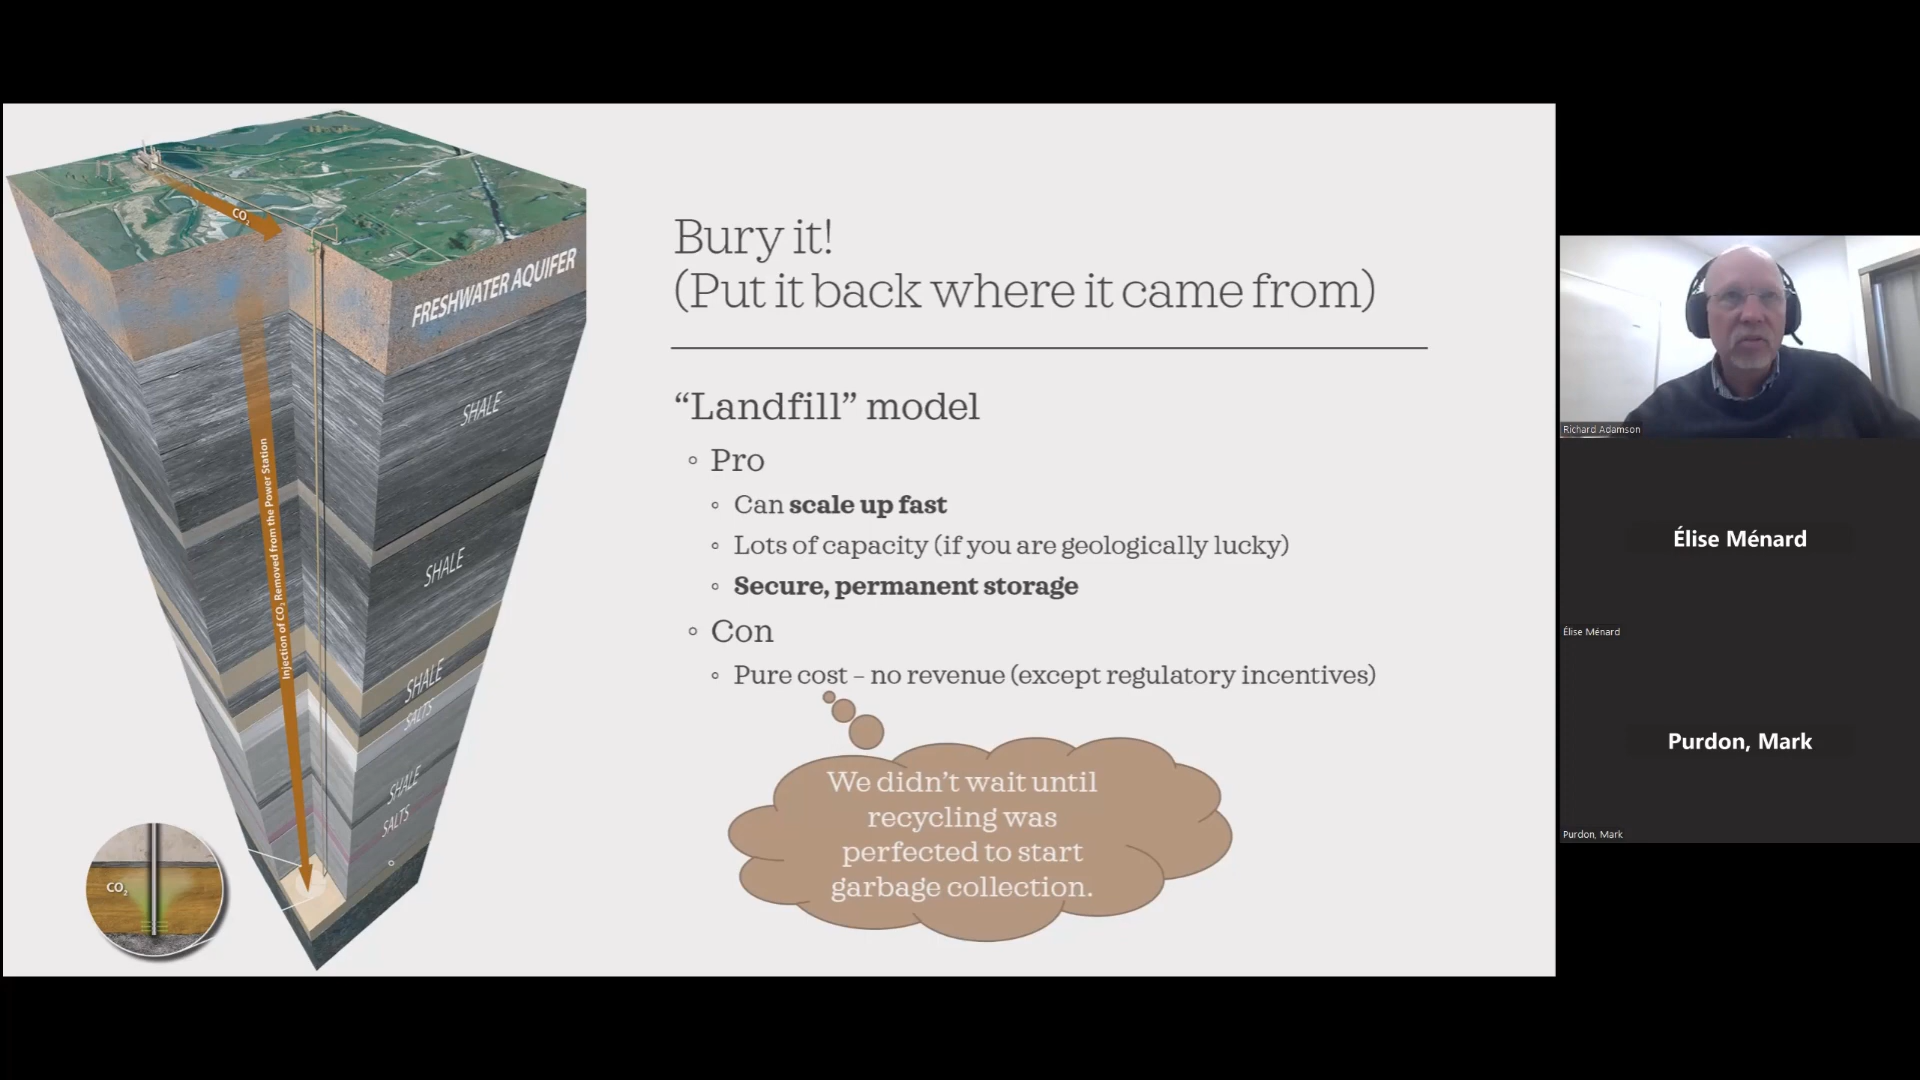 CO₂
FRESHWATER AQUIFER
SHALE
SHALE
SHALE
SALTS
SHALE
SALTS
Injection of CO₂ Removed from the Power Station
CO₂
Bury it!
(Put it back where it came from)
“Landfill” model
◦ Pro
◦ Can scale up fast
◦ Lots of capacity (if you are geologically lucky)
◦ Secure, permanent storage
◦ Con
◦ Pure cost – no revenue (except regulatory incentives)
We didn’t wait until
recycling was
perfected to start
garbage collection.
Richard Adamson
Élise Ménard
Élise Ménard
Purdon, Mark
Purdon, Mark